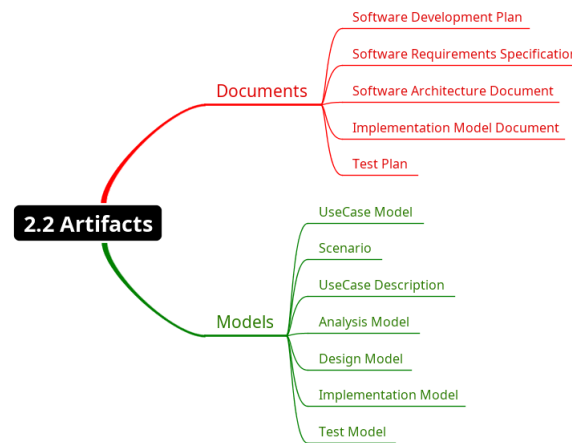 Software Development Plan
Software Requirements Specification
Documents
Software Architecture Document
Implementation Model Document
Test Plan
2.2 Artifacts
UseCase Model
Scenario
UseCase Description
Models
Analysis Model
Design Model
Implementation Model
Test Model